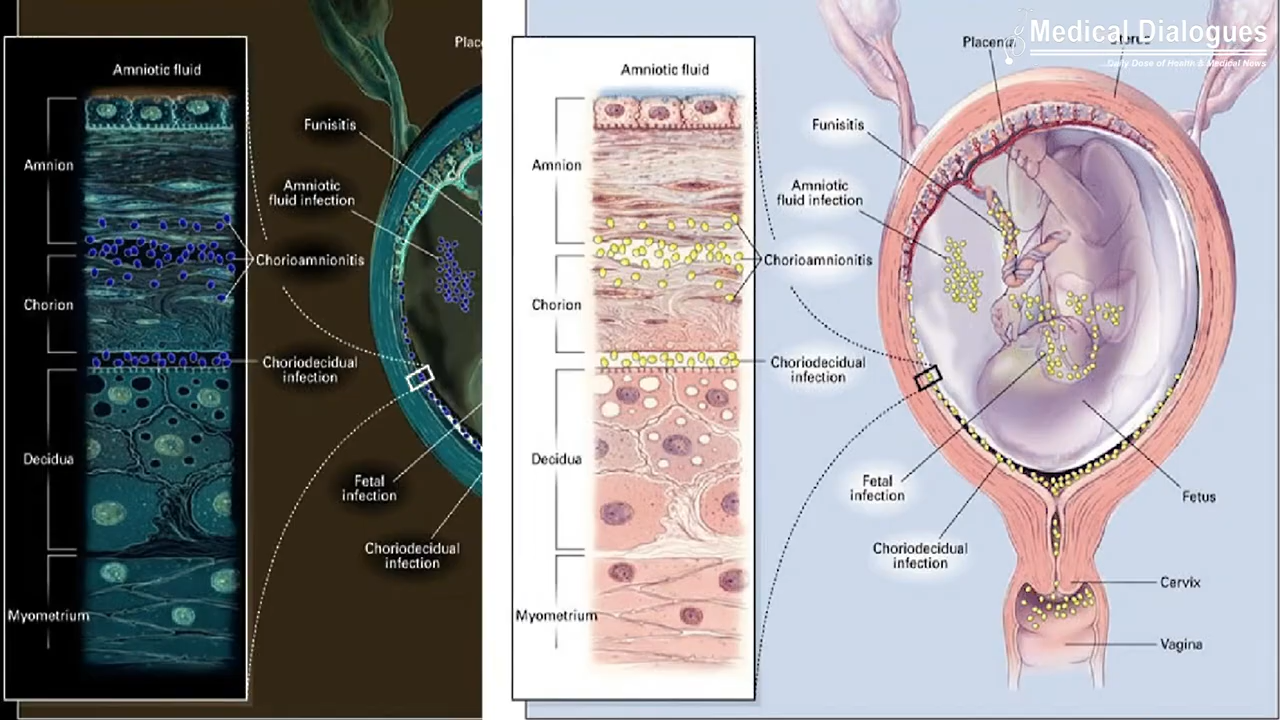 Amniotic fluid
Amnion
Chorion
Decidua
Myometrium
Funisitis
Amniotic
fluid infection
Chorioamnionitis
Choriodecidual
infection
Fetal
infection
Choriodecidual
infection
Amniotic fluid
Amnion
Chorion
Decidua
Myometrium
Medical Dialogues
...Daily Dose of Health & Medical News
Funisitis
Amniotic
fluid infection
Chorioamnionitis
Choriodecidual
infection
Fetal
infection
Choriodecidual
infection
Fetus
Cervix
Vagina